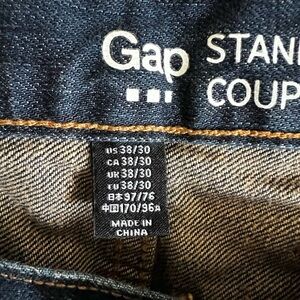 Gap STAN
COUP
US 38/30
CA 38/30
UK 38/30
EU 38/30
日本 97/76
中国 170/96A
MADE IN
CHINA